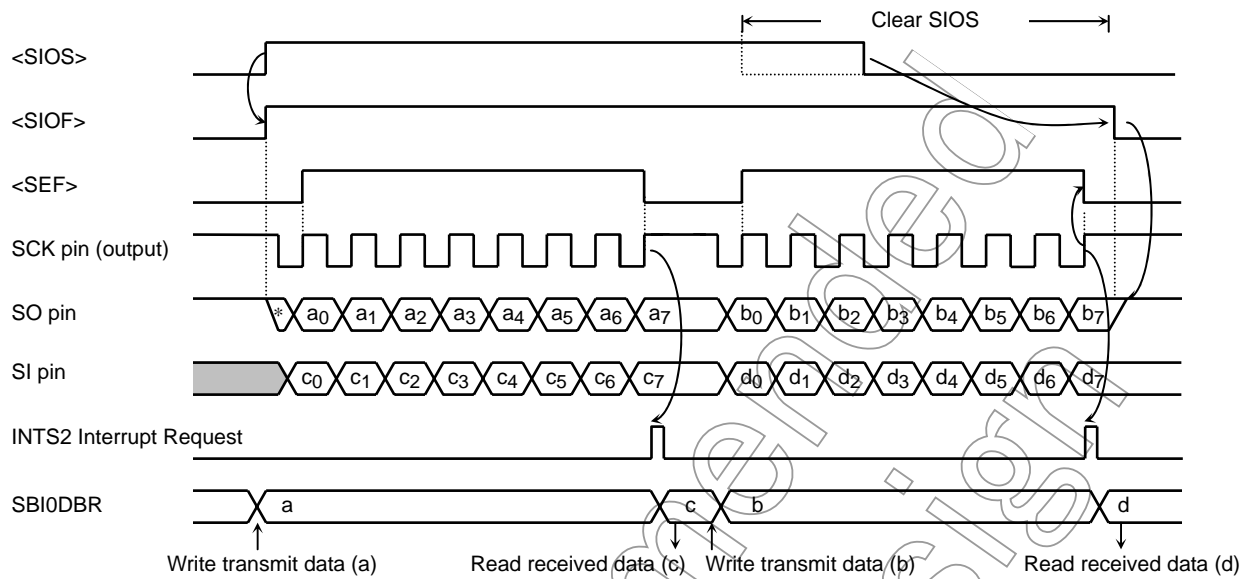 Clear SIOS
<SIOS>
<SIOF>
<SEF>
SCK pin (output)
SO pin
* a0 a1 a2 a3 a4 a5 a6 a7 b0 b1 b2 b3 b4 b5 b6 b7
SI pin
c0 c1 c2 c3 c4 c5 c6 c7 d0 d1 d2 d3 d4 d5 d6 d7
INTS2 Interrupt Request
SBI0DBR
a c b d
Write transmit data (a) Read received data (c) Write transmit data (b) Read received data (d)